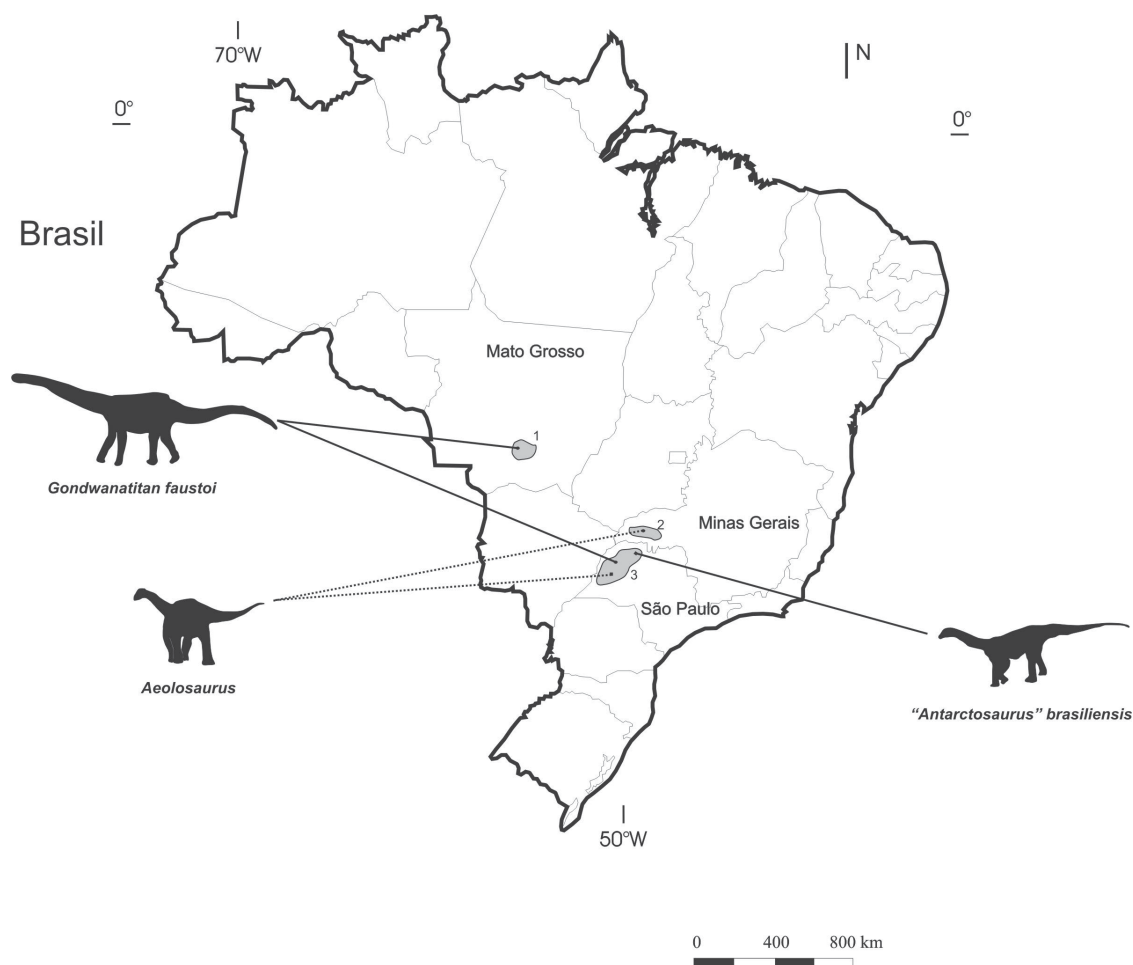 70°W
N
0°
0°
Brasil
Mato Grosso
1
Gondwanatitan faustoi
2
Minas Gerais
3
São Paulo
Aeolosaurus
“Antarctosaurus” brasiliensis
50°W
0 400 800 km